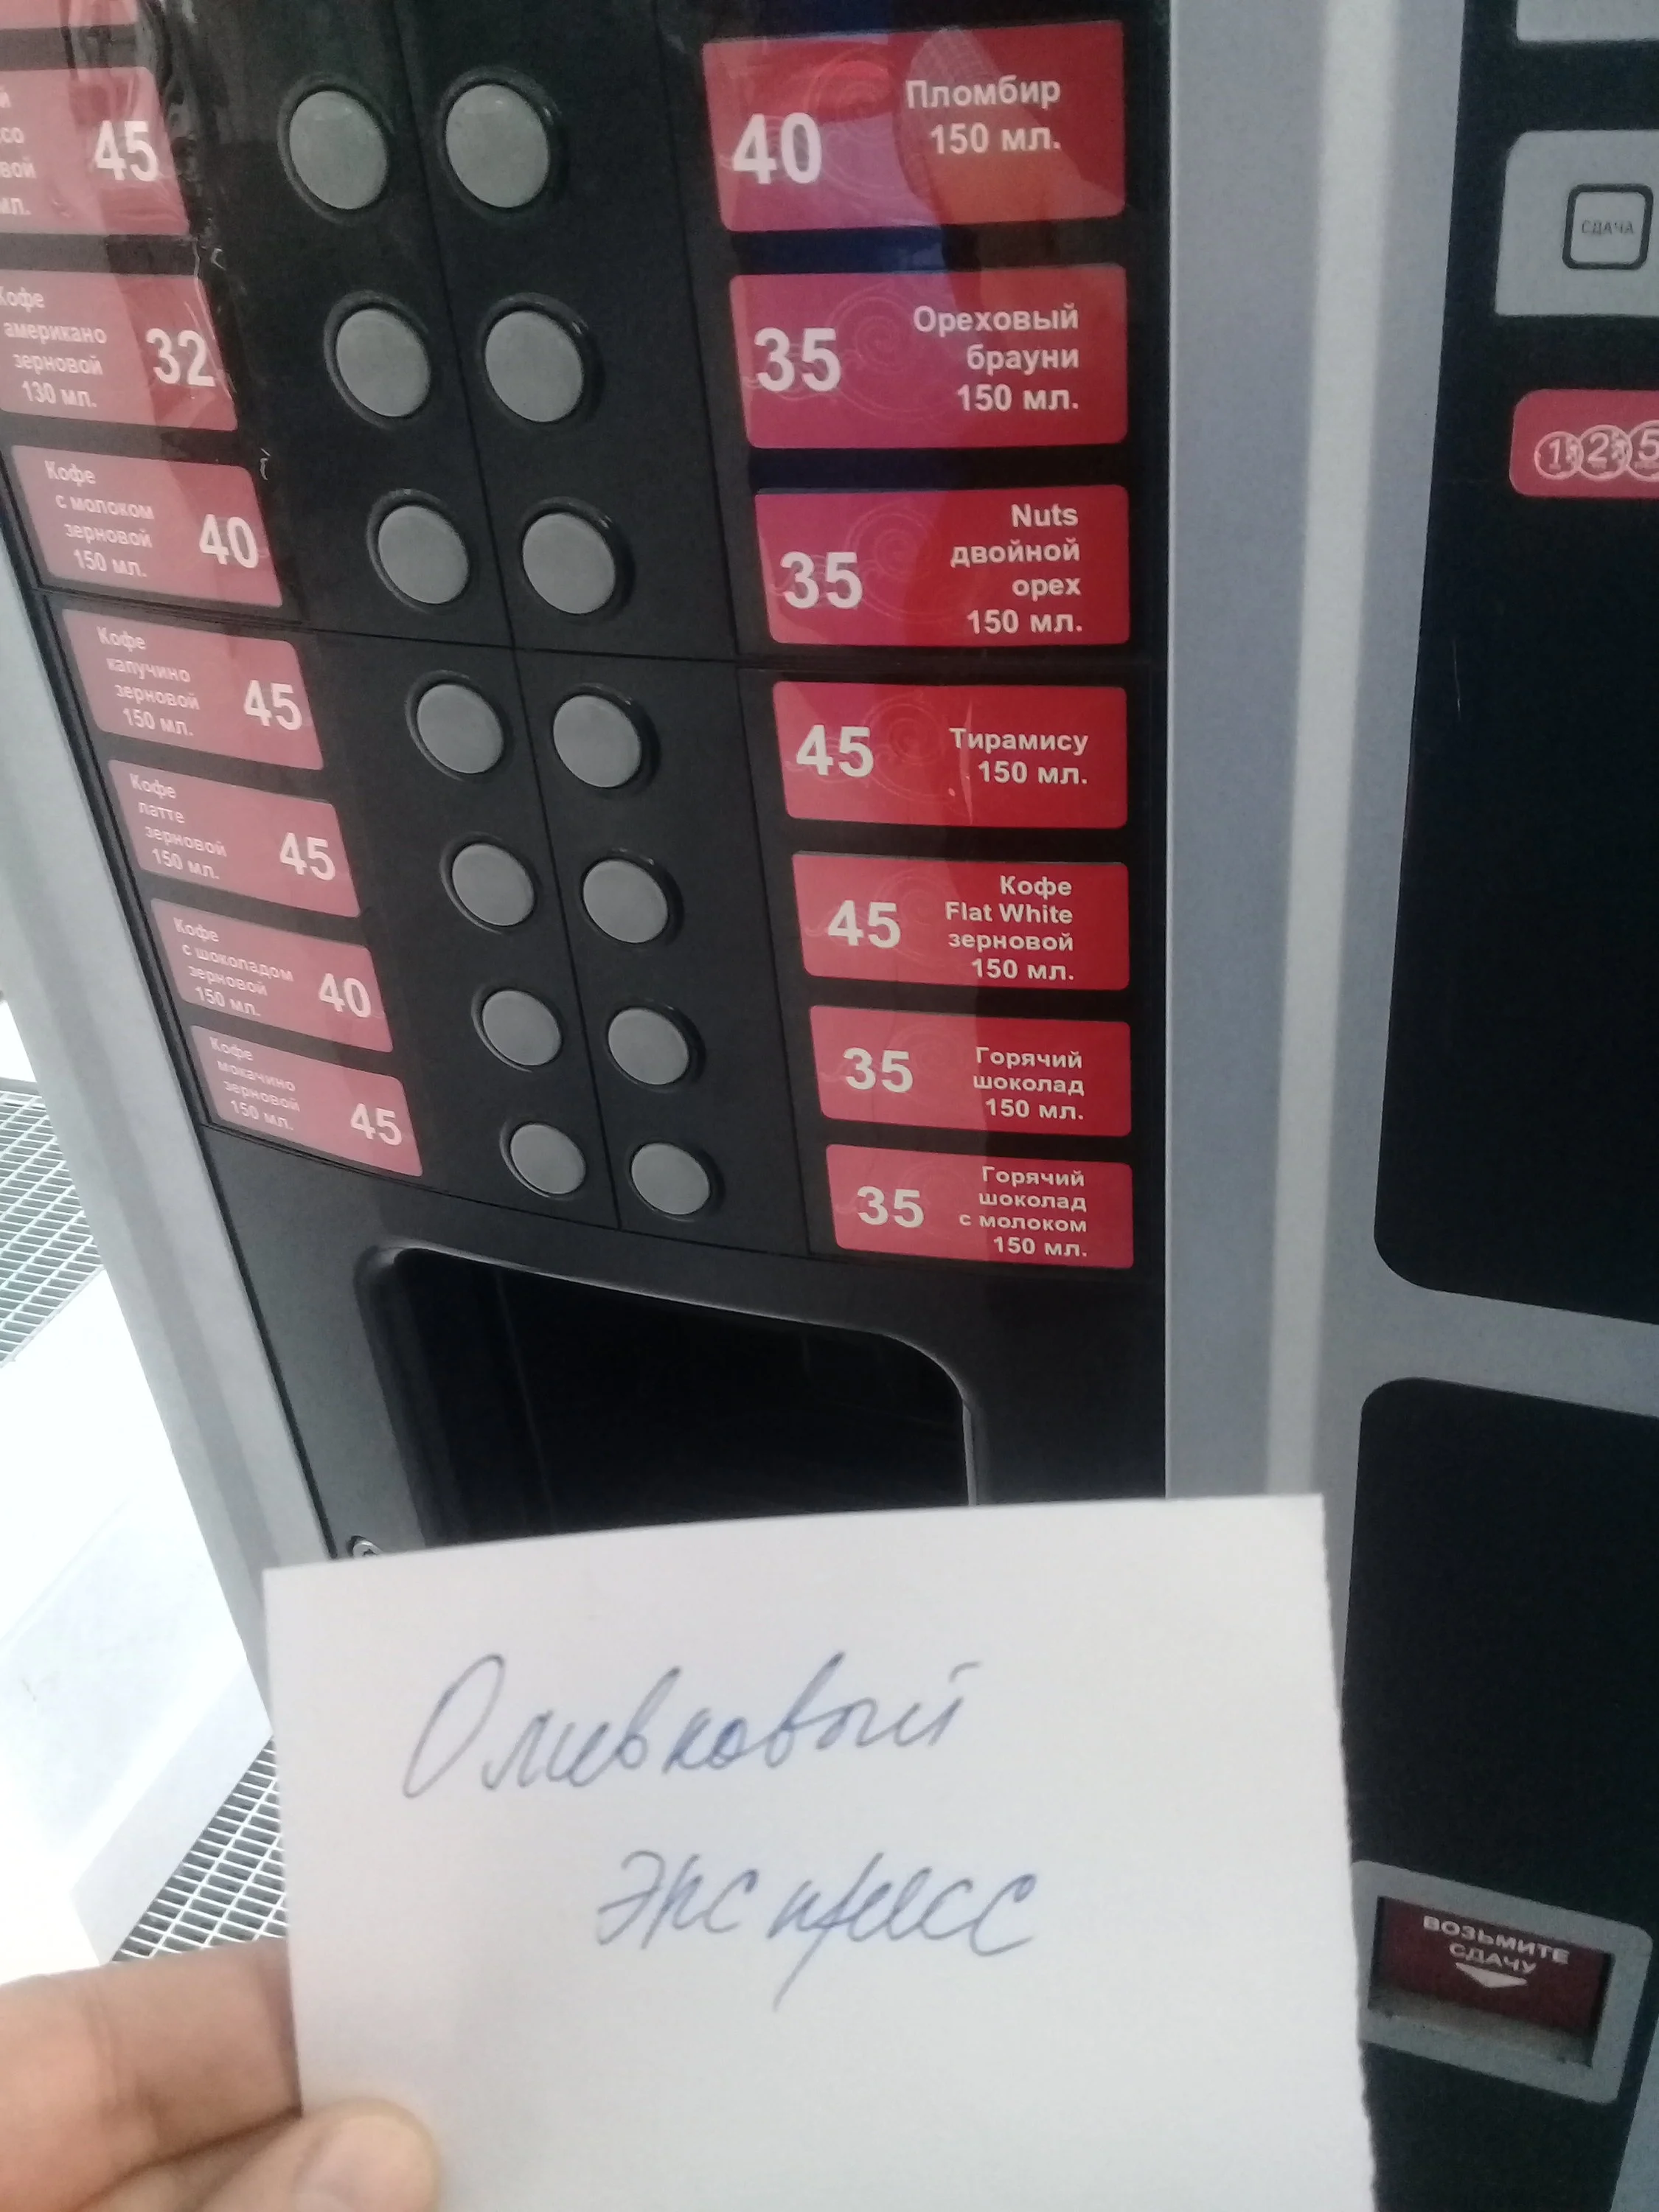 45
Кофе
американо
зерновой
130 мл.
32
Кофе
с молоком
зерновой
150 мл.
40
Кофе
капучино
зерновой
150 мл.
45
Кофе
латте
зерновой
150 мл.
45
Кофе
с шоколадом
зерновой
150 мл.
40
Кофе
мокачино
зерновой
150 мл.
45
40
Пломбир
150 мл.
35
Ореховый
брауни
150 мл.
35
Nuts
двойной
орех
150 мл.
45
Тирамису
150 мл.
45
Кофе
Flat White
зерновой
150 мл.
35
Горячий
шоколад
150 мл.
35
Горячий
шоколад
с молоком
150 мл.
СДАЧА
1 2 5
ВОЗЬМИТЕ
СДАЧУ
Оливковый
экспресс